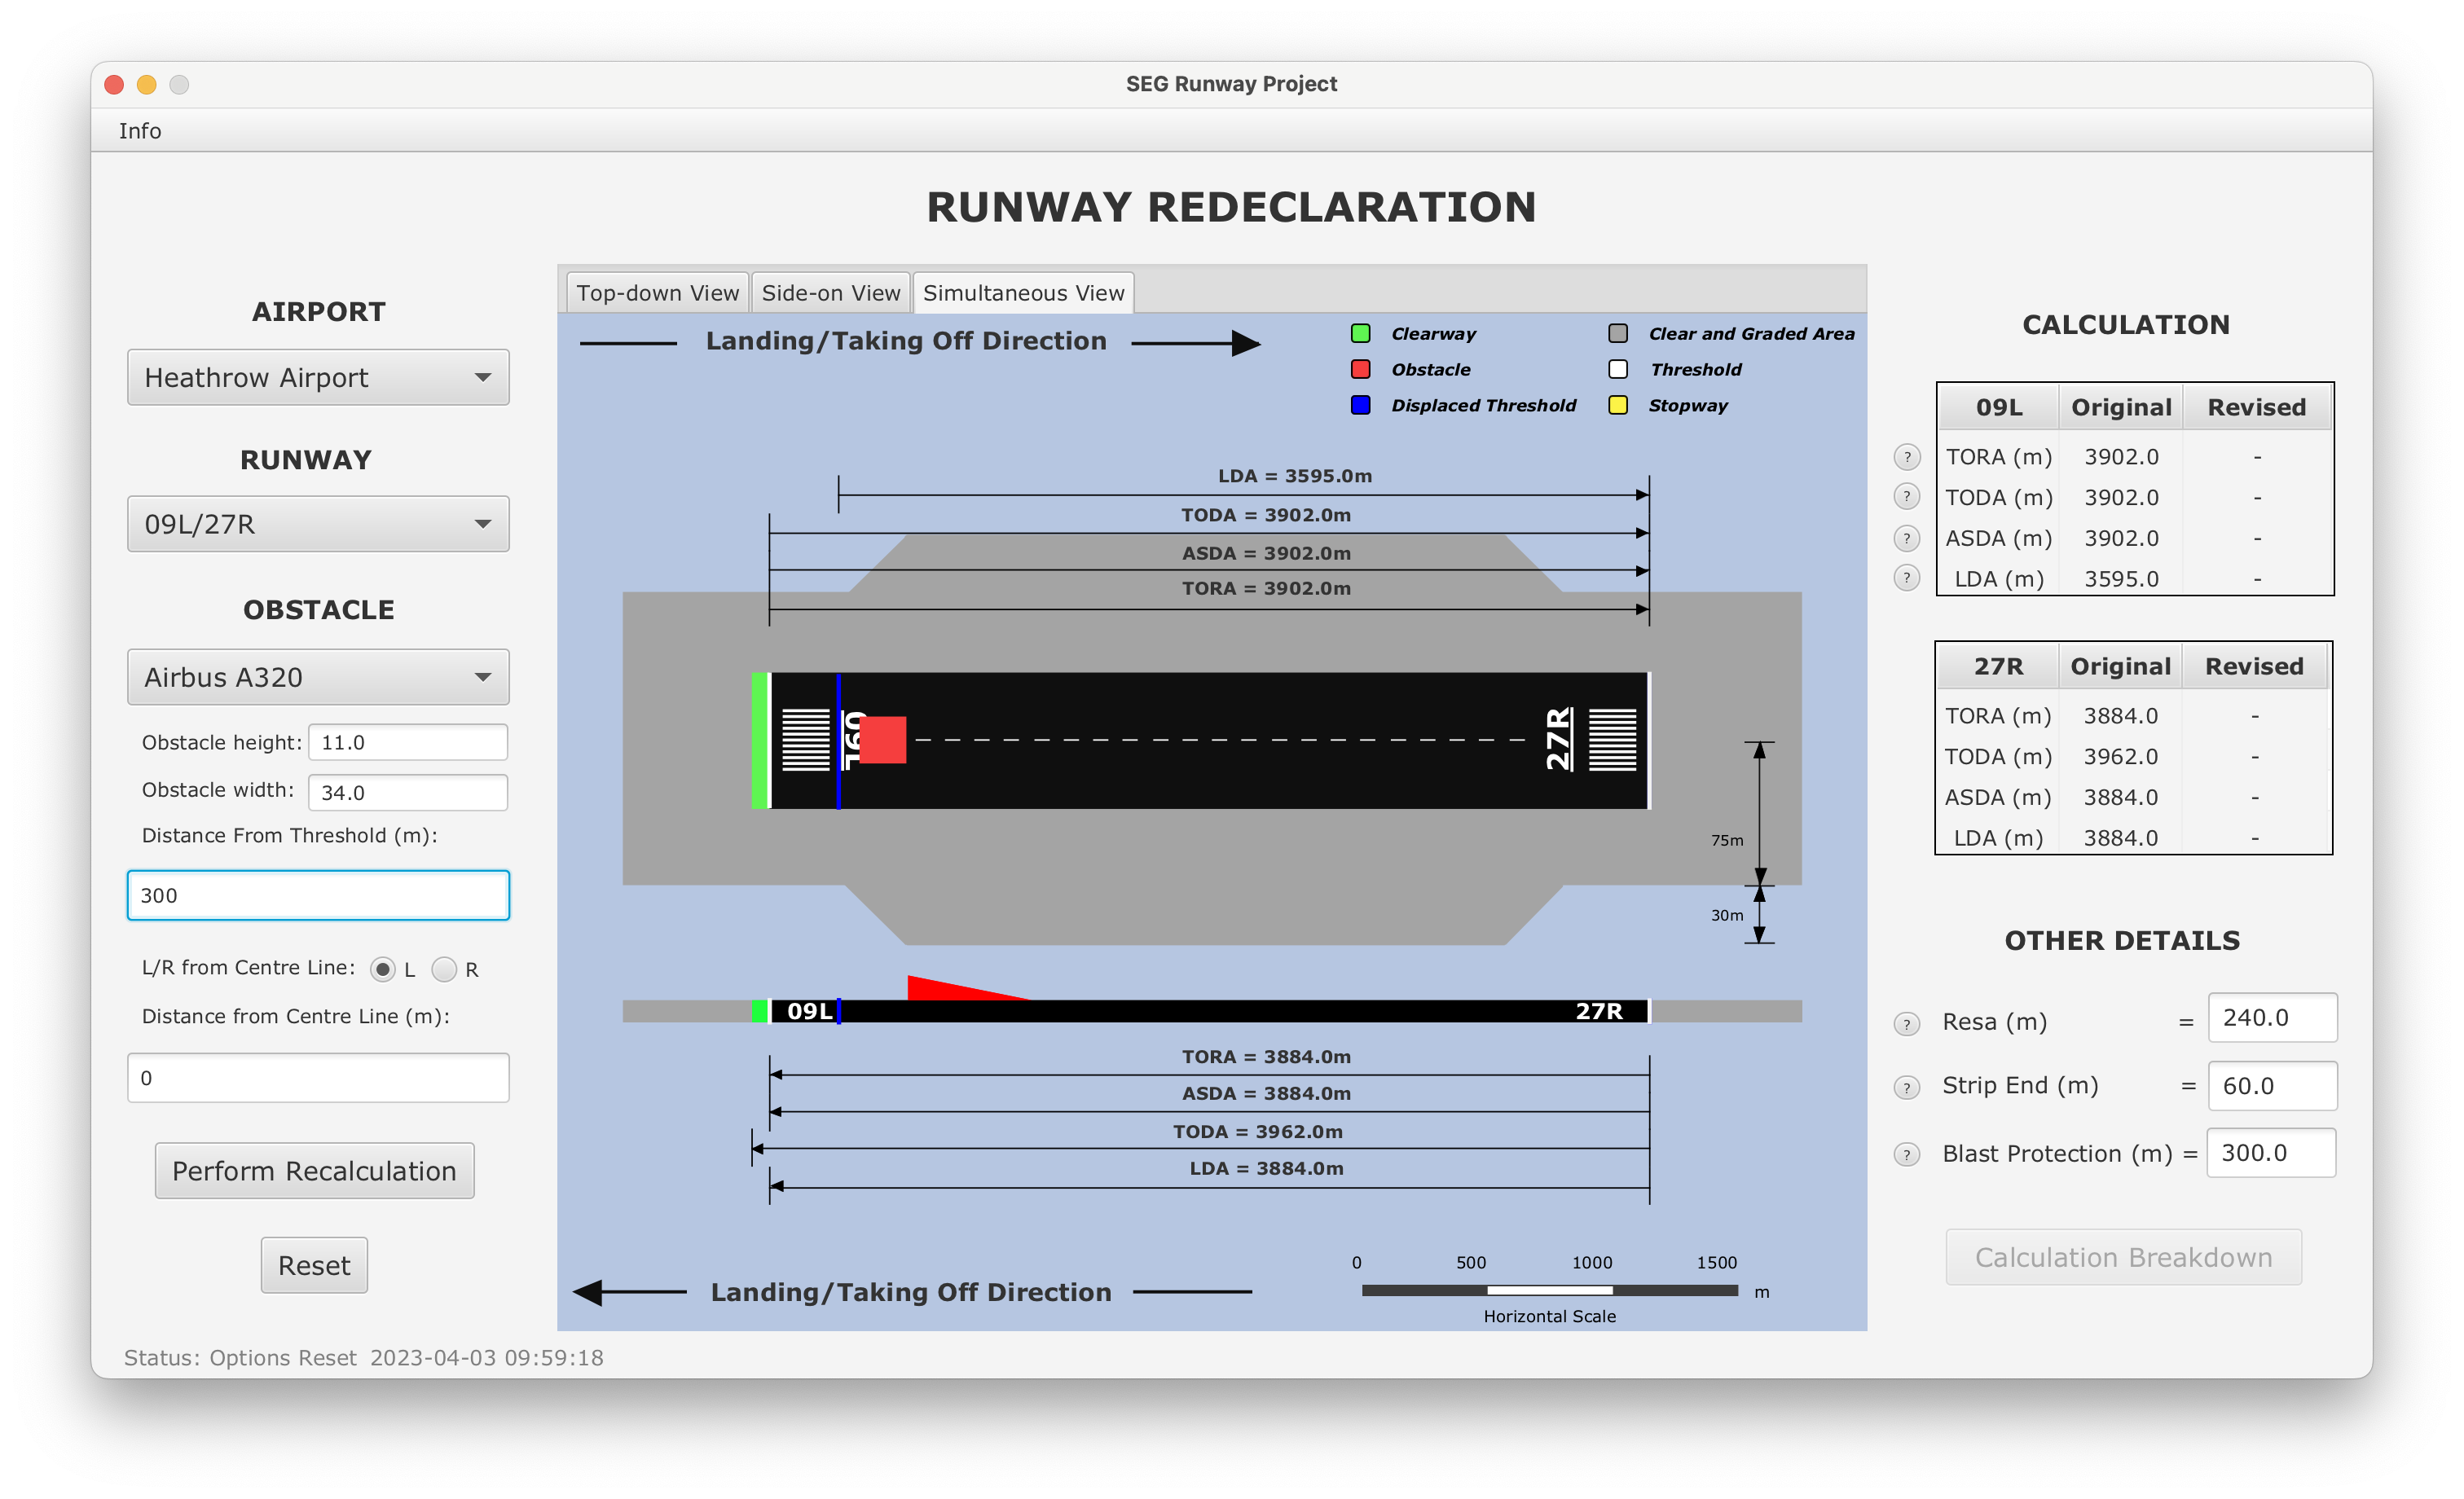 SEG Runway Project
Info
RUNWAY REDECLARATION
AIRPORT
Heathrow Airport
RUNWAY
09L/27R
OBSTACLE
Airbus A320
Obstacle height: 11.0
Obstacle width: 34.0
Distance From Threshold (m):
300
L/R from Centre Line: L R
Distance from Centre Line (m):
0
Perform Recalculation
Reset
Status: Options Reset 2023-04-03 09:59:18
Top-down View Side-on View Simultaneous View
Landing/Taking Off Direction
Clearway Clear and Graded Area
Obstacle Threshold
Displaced Threshold Stopway
LDA = 3595.0m
TODA = 3902.0m
ASDA = 3902.0m
TORA = 3902.0m
09L
27R
75m
30m
09L 27R
TORA = 3884.0m
ASDA = 3884.0m
TODA = 3962.0m
LDA = 3884.0m
Landing/Taking Off Direction
0 500 1000 1500
m
Horizontal Scale
CALCULATION
09L Original Revised
? TORA (m) 3902.0 -
? TODA (m) 3902.0 -
? ASDA (m) 3902.0 -
? LDA (m) 3595.0 -
27R Original Revised
TORA (m) 3884.0 -
TODA (m) 3962.0 -
ASDA (m) 3884.0 -
LDA (m) 3884.0 -
OTHER DETAILS
? Resa (m) = 240.0
? Strip End (m) = 60.0
? Blast Protection (m) = 300.0
Calculation Breakdown